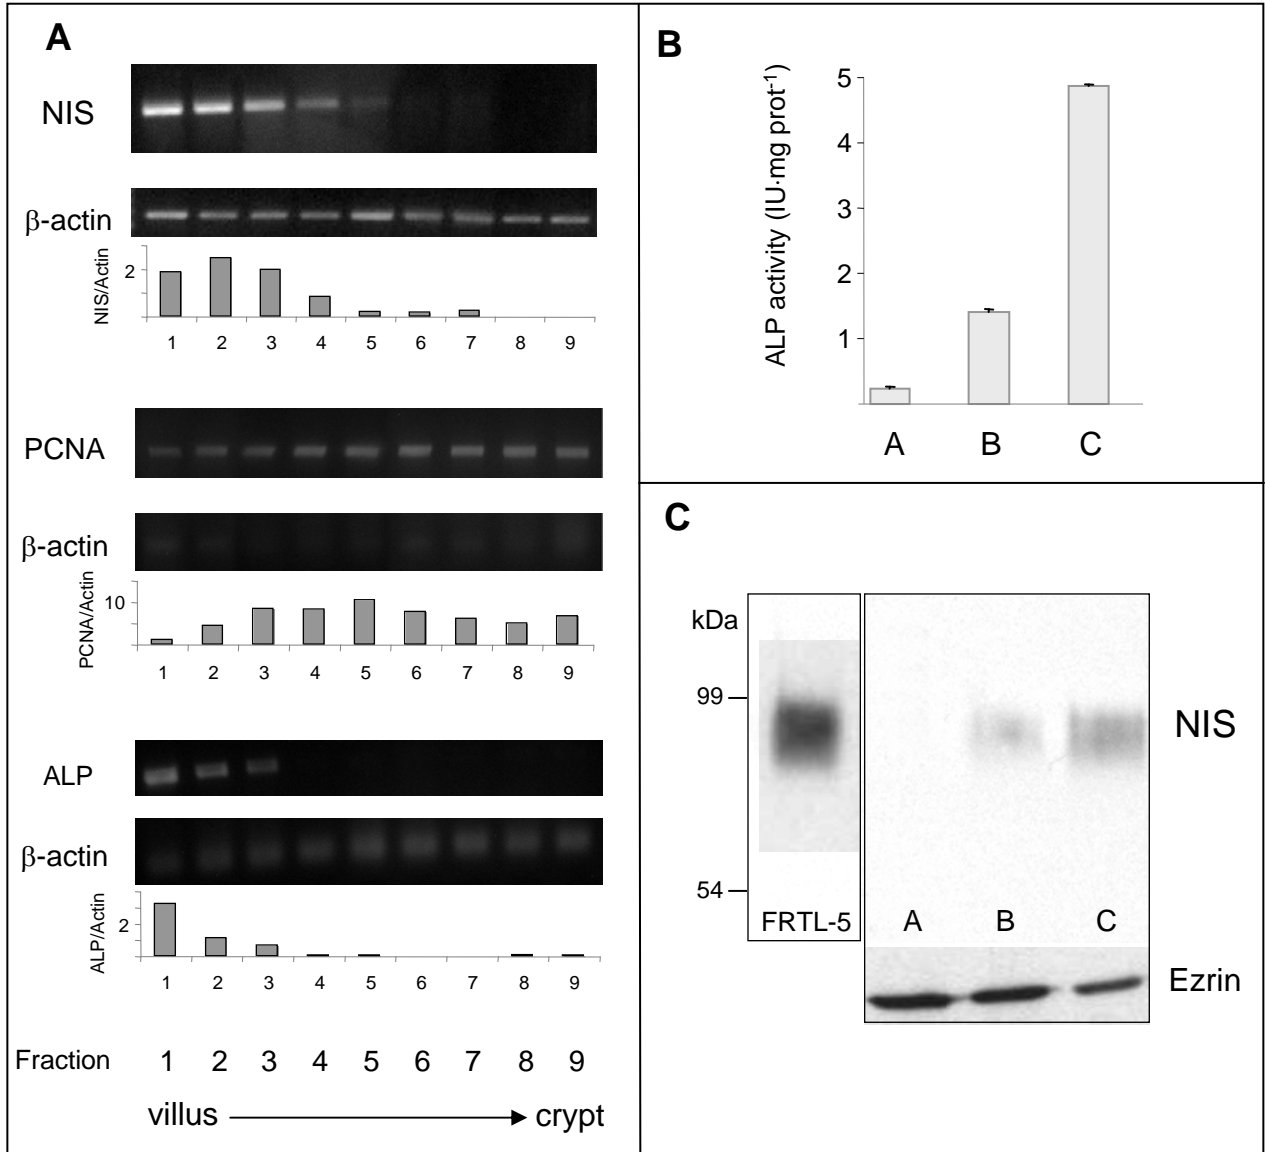 A
NIS
β-actin
NIS/Actin
2
1 2 3 4 5 6 7 8 9
PCNA
β-actin
PCNA/Actin
10
1 2 3 4 5 6 7 8 9
ALP
β-actin
ALP/Actin
2
1 2 3 4 5 6 7 8 9
Fraction 1 2 3 4 5 6 7 8 9
villus crypt
B
ALP activity (IU·mg prot⁻¹)
5
4
3
2
1
A B C
C
kDa
99
NIS
54
FRTL-5 A B C
Ezrin